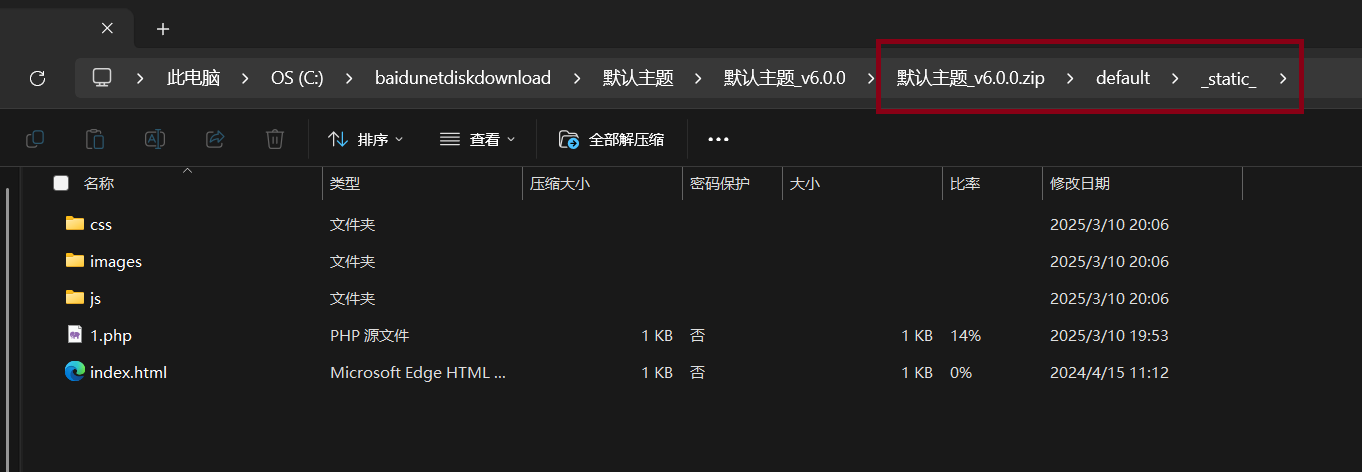 此电脑 OS (C:) baidunetdiskdownload 默认主题 默认主题_v6.0.0 默认主题_v6.0.0.zip default _static_
排序 查看 全部解压缩
名称 类型 压缩大小 密码保护 大小 比率 修改日期
css 文件夹 2025/3/10 20:06
images 文件夹 2025/3/10 20:06
js 文件夹 2025/3/10 20:06
1.php PHP 源文件 1 KB 否 1 KB 14% 2025/3/10 19:53
index.html Microsoft Edge HTML ... 1 KB 否 1 KB 0% 2024/4/15 11:12